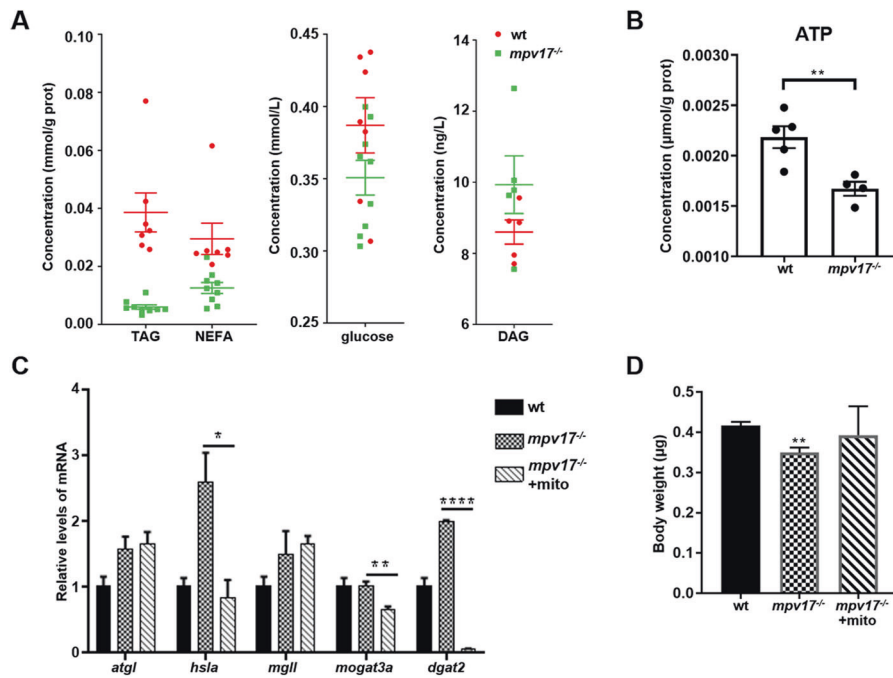 A
Concentration (mmol/g prot)
0.10
0.08
0.06
0.04
0.02
0.00
TAG NEFA
Concentration (mmol/L)
0.45
0.40
0.35
0.30
0.25
glucose
Concentration (ng/L)
14
12
10
8
6
DAG
wt
mpv17-/-
B
ATP
Concentration (μmol/g prot)
0.0030
0.0025
0.0020
0.0015
0.0010
**
wt mpv17-/-
C
Relative levels of mRNA
4
3
2
1
0
*
**
****
atgl hsla mgll mogat3a dgat2
wt
mpv17-/-
mpv17-/-
+mito
D
Body weight (μg)
0.5
0.4
0.3
0.2
0.1
0.0
**
wt mpv17-/- mpv17-/-
+mito